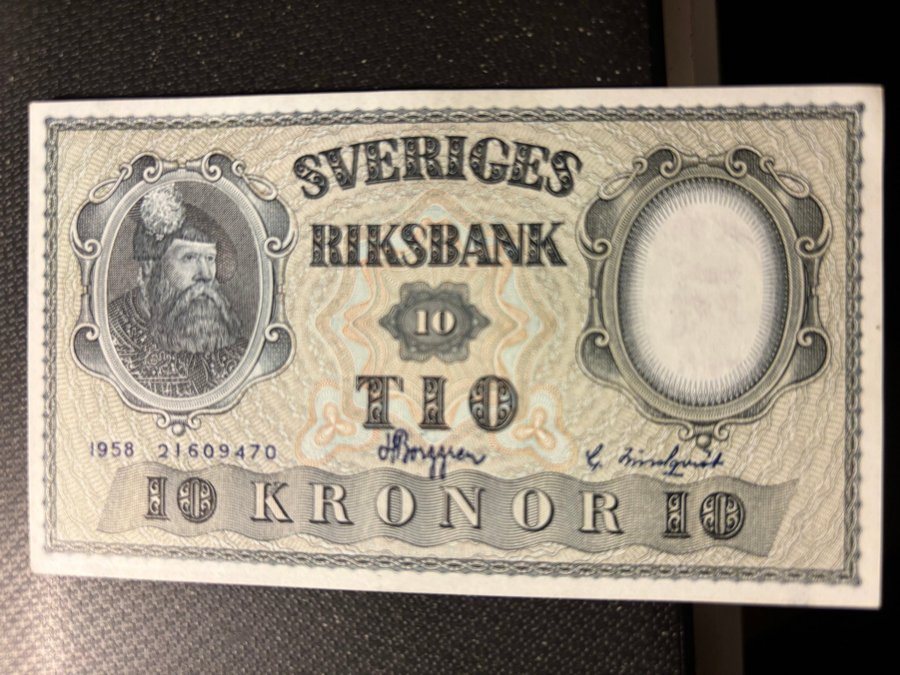 SVERIGES
RIKSBANK
10
TIO
1958 21609470
10 KRONOR 10